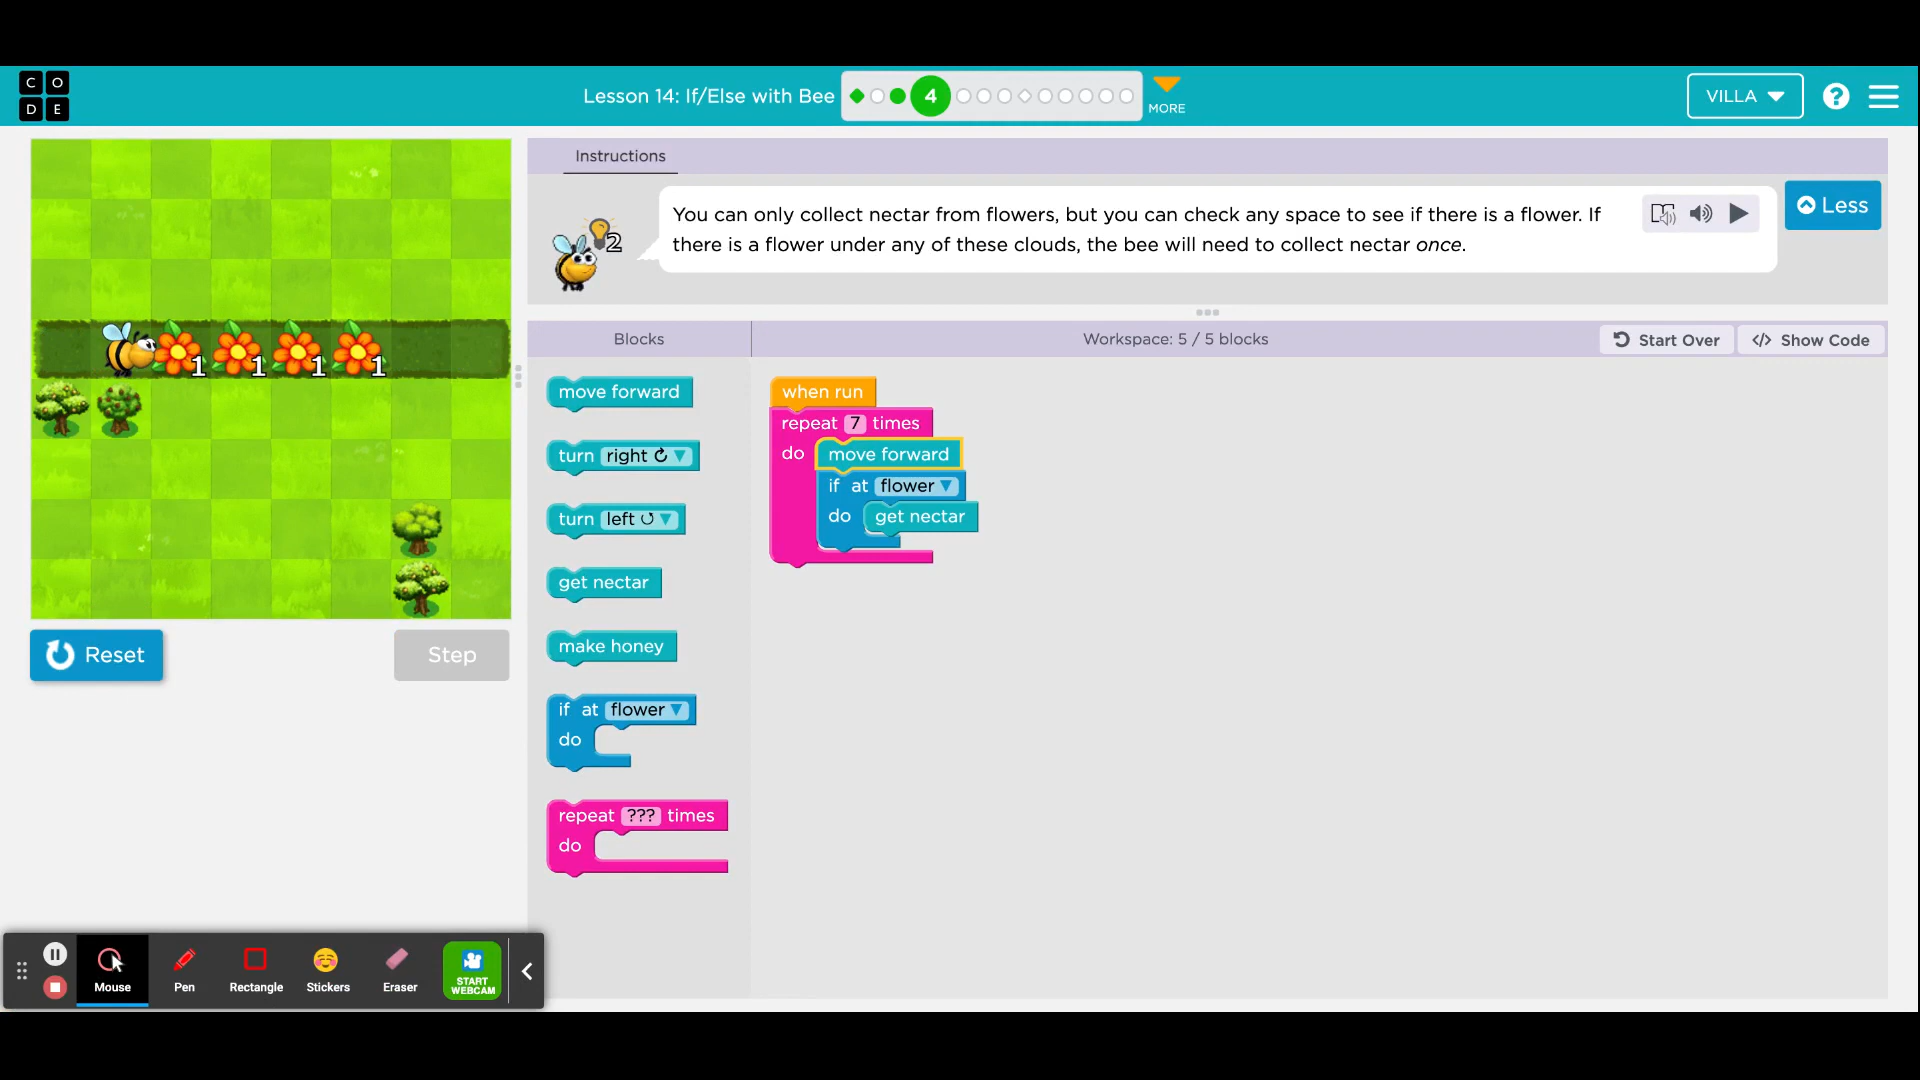 C O
D E
Lesson 14: If/Else with Bee
4
MORE
VILLA
?
Instructions
2
You can only collect nectar from flowers, but you can check any space to see if there is a flower. If
there is a flower under any of these clouds, the bee will need to collect nectar once.
Less
Blocks
Workspace: 5 / 5 blocks
Start Over
</> Show Code
1 1 1 1
Reset
Step
move forward
turn right
turn left
get nectar
make honey
if at flower
do
repeat ??? times
do
when run
repeat 7 times
do move forward
if at flower
do get nectar
Mouse
Pen
Rectangle
Stickers
Eraser
START
WEBCAM